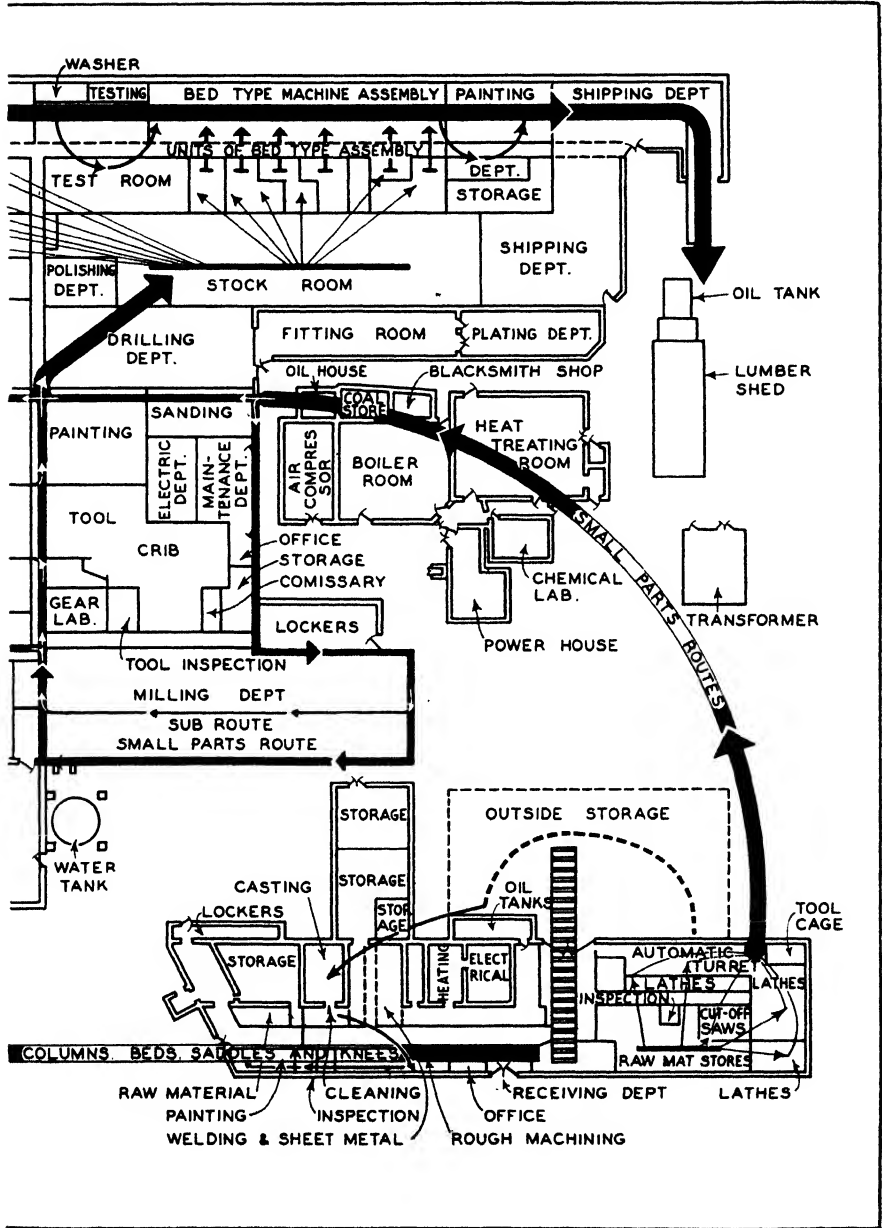 WASHER
TESTING
BED TYPE MACHINE ASSEMBLY
PAINTING
SHIPPING DEPT
UNITS OF BED TYPE ASSEMBLY
TEST ROOM
DEPT.
STORAGE
SHIPPING
DEPT.
POLISHING
DEPT.
STOCK ROOM
OIL TANK
DRILLING
DEPT.
FITTING ROOM
PLATING DEPT.
OIL HOUSE
BLACKSMITH SHOP
LUMBER
SHED
COAL
STORE
SANDING
PAINTING
HEAT
TREATING
ROOM
ELECTRIC
DEPT.
MAIN-
TENANCE
DEPT.
AIR
COMPRES
SOR
BOILER
ROOM
TOOL
CRIB
OFFICE
STORAGE
COMISSARY
SMALL PARTS ROUTES
CHEMICAL
LAB.
GEAR
LAB.
LOCKERS
TRANSFORMER
POWER HOUSE
TOOL INSPECTION
MILLING DEPT
SUB ROUTE
SMALL PARTS ROUTE
STORAGE
OUTSIDE STORAGE
WATER
TANK
STORAGE
CASTING
OIL
TANKS
STOR
AGE
LOCKERS
TOOL
CAGE
STORAGE
HEATING
ELECT
RICAL
AUTOMATIC
TURRET
LATHES
LATHES
INSPECTION
CUT-OFF
SAWS
COLUMNS. BEDS. SADDLES AND KNEES
RAW MAT STORES
RAW MATERIAL
CLEANING
RECEIVING DEPT
LATHES
PAINTING
INSPECTION
OFFICE
WELDING & SHEET METAL
ROUGH MACHINING